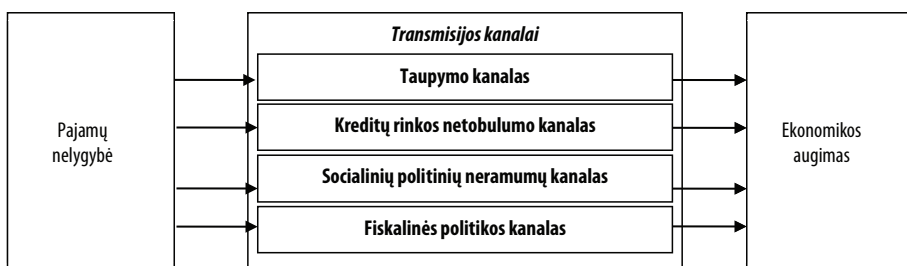 Transmisijos kanalai
Taupymo kanalas
Pajamų
nelygybė
Kreditų rinkos netobulumo kanalas
Socialinių politinių neramumų kanalas
Fiskalinės politikos kanalas
Ekonomikos
augimas